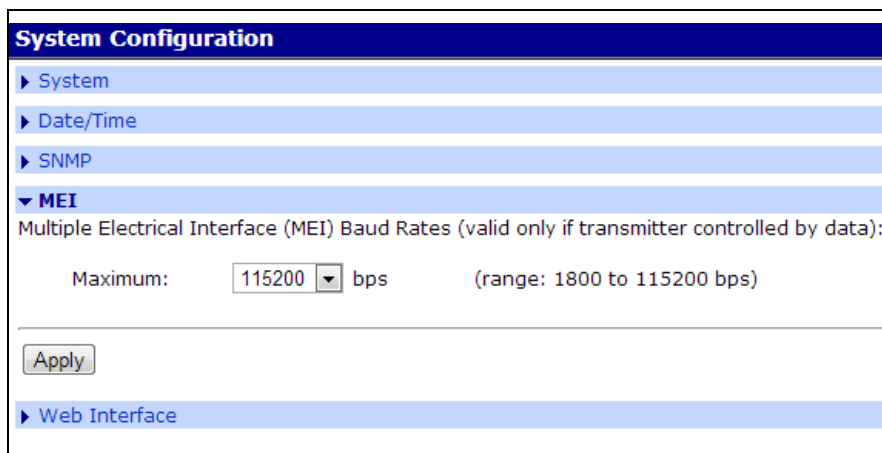 System Configuration
System
Date/Time
SNMP
MEI
Multiple Electrical Interface (MEI) Baud Rates (valid only if transmitter controlled by data):
Maximum: 115200 bps (range: 1800 to 115200 bps)
Apply
Web Interface